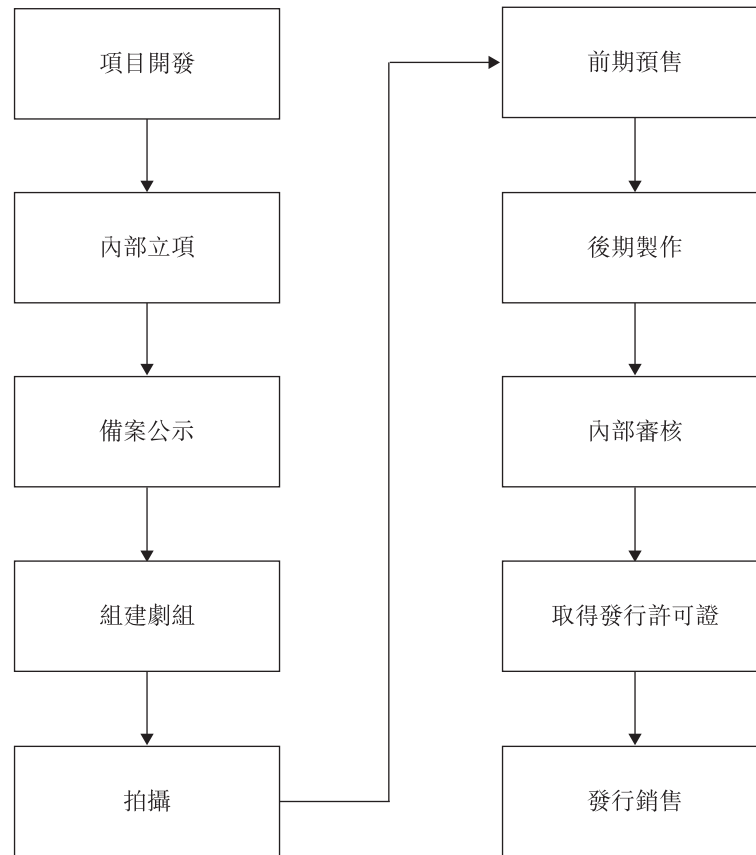 項目開發
內部立項
備案公示
組建劇組
拍攝
前期預售
後期製作
內部審核
取得發行許可證
發行銷售